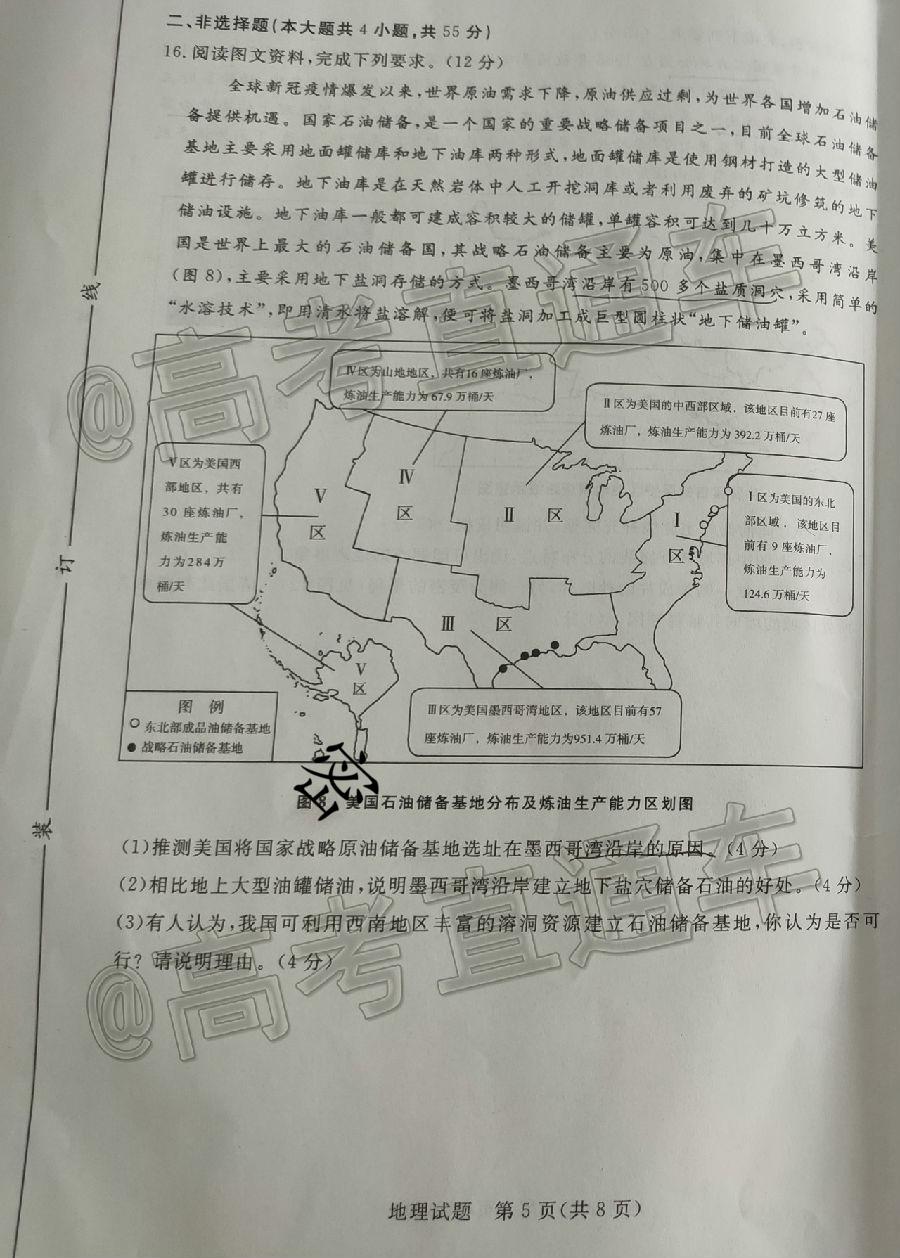 二、非选择题(本大题共 4 小题,共 55 分)
16.阅读图文资料,完成下列要求。(12 分)
全球新冠疫情爆发以来,世界原油需求下降,原油供应过剩,为世界各国增加石油储
备提供机遇。国家石油储备,是一个国家的重要战略储备项目之一,目前全球石油储备
基地主要采用地面罐储库和地下油库两种形式,地面罐储库是使用钢材打造的大型储油
罐进行储存。地下油库是在天然岩体中人工开挖洞库或者利用废弃的矿坑修筑的地下
储油设施。地下油库一般都可建成容积较大的储罐,单罐容积可达到几十万立方米。美
国是世界上最大的石油储备国,其战略石油储备主要为原油,集中在墨西哥湾沿岸
(图 8),主要采用地下盐洞存储的方式。墨西哥湾沿岸有 500 多个盐质洞穴,采用简单的
“水溶技术”,即用清水将盐溶解,便可将盐洞加工成巨型圆柱状“地下储油罐”。
Ⅳ区为山地地区，共有16座炼油厂，
炼油生产能力为 67.9 万桶/天
Ⅱ区为美国的中西部区域，该地区目前有27座
炼油厂，炼油生产能力为 392.2 万桶/天
Ⅴ区为美国西
部地区，共有
30 座炼油厂，
炼油生产能
力为284万
桶/天
Ⅰ区为美国的东北
部区域，该地区目
前有 9 座炼油厂，
炼油生产能力为
124.6 万桶/天
Ⅴ
区
Ⅳ
区
Ⅱ 区
Ⅰ
区
Ⅲ 区
Ⅴ
区
图 例
东北部成品油储备基地
战略石油储备基地
Ⅲ区为美国墨西哥湾地区，该地区目前有57
座炼油厂，炼油生产能力为951.4 万桶/天
密
图 8 美国石油储备基地分布及炼油生产能力区划图
(1)推测美国将国家战略原油储备基地选址在墨西哥湾沿岸的原因。(4 分)
(2)相比地上大型油罐储油,说明墨西哥湾沿岸建立地下盐穴储备石油的好处。(4 分)
(3)有人认为,我国可利用西南地区丰富的溶洞资源建立石油储备基地,你认为是否可
行? 请说明理由。(4 分)
地理试题 第 5 页(共 8 页)
线
订
装
@高考直通车
@高考直通车